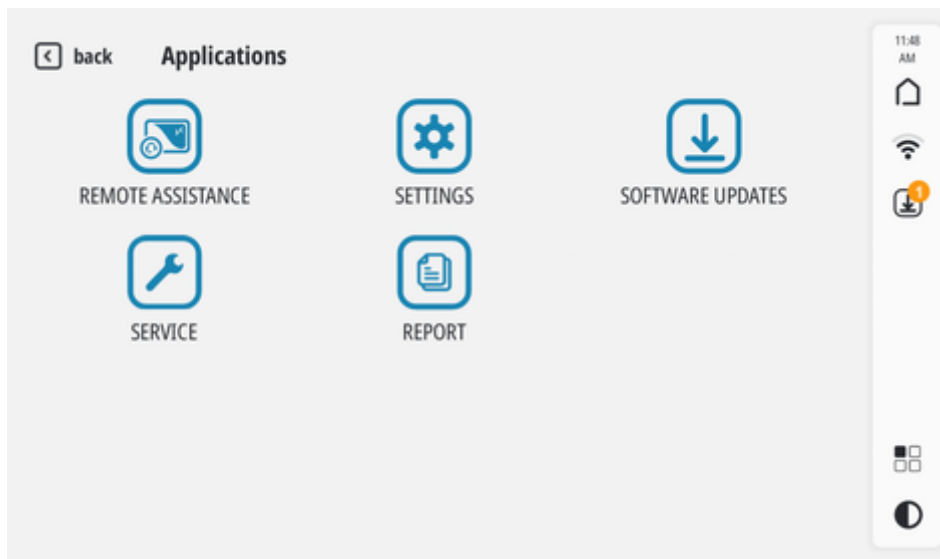 back
Applications
11:48
AM
1
REMOTE ASSISTANCE
SETTINGS
SOFTWARE UPDATES
SERVICE
REPORT